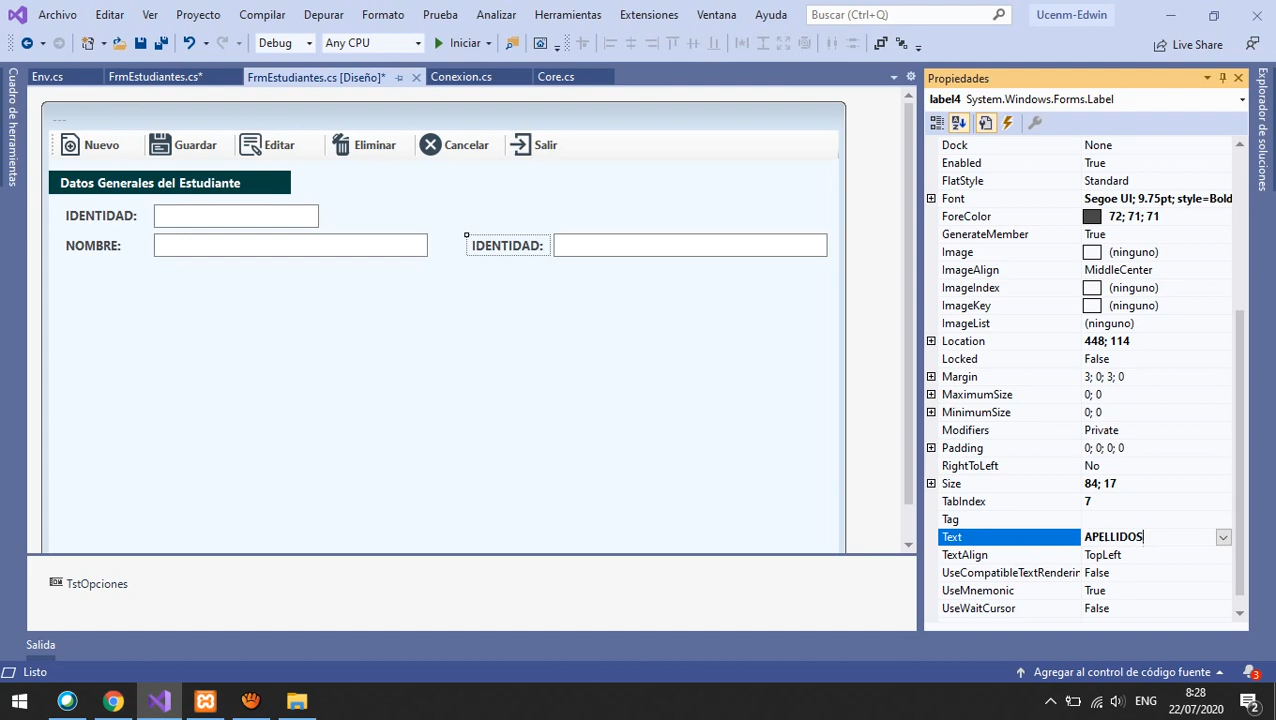 Archivo Editar Ver Proyecto Compilar Depurar Formato Prueba Analizar Herramientas Extensiones Ventana Ayuda Buscar (Ctrl+Q) Ucenm-Edwin
Debug Any CPU Iniciar Live Share
Env.cs FrmEstudiantes.cs* FrmEstudiantes.cs [Diseño]* Conexion.cs Core.cs
Cuadro de herramientas
---
Nuevo Guardar Editar Eliminar Cancelar Salir
Datos Generales del Estudiante
IDENTIDAD:
NOMBRE: IDENTIDAD:
TstOpciones
Propiedades
label4 System.Windows.Forms.Label
Dock None
Enabled True
FlatStyle Standard
Font Segoe UI; 9.75pt; style=Bold
ForeColor 72; 71; 71
GenerateMember True
Image (ninguno)
ImageAlign MiddleCenter
ImageIndex (ninguno)
ImageKey (ninguno)
ImageList (ninguno)
Location 448; 114
Locked False
Margin 3; 0; 3; 0
MaximumSize 0; 0
MinimumSize 0; 0
Modifiers Private
Padding 0; 0; 0; 0
RightToLeft No
Size 84; 17
TabIndex 7
Tag
Text APELLIDOS
TextAlign TopLeft
UseCompatibleTextRenderin False
UseMnemonic True
UseWaitCursor False
Explorador de soluciones
Salida
Listo Agregar al control de código fuente 3
ENG 8:28
22/07/2020 2